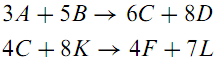 3A + 5B → 6C + 8D
4C + 8K → 4F + 7L